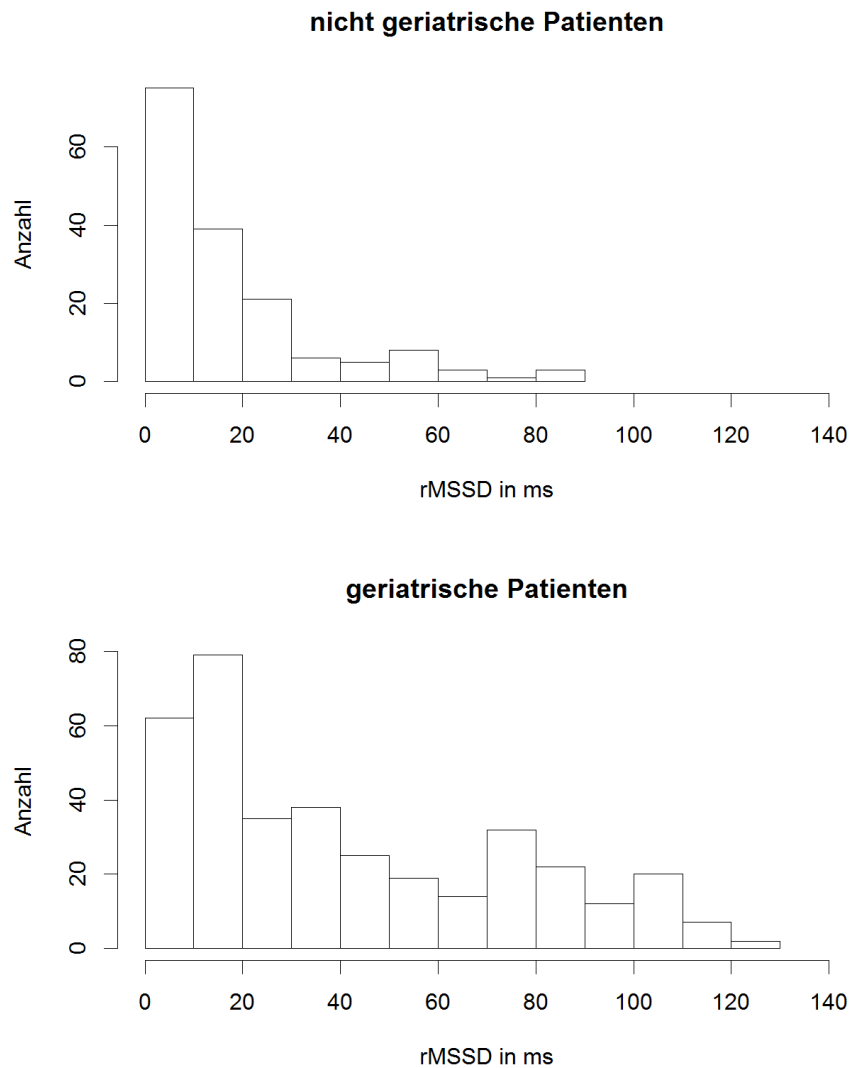 nicht geriatrische Patienten
Anzahl
60
40
20
0
0 20 40 60 80 100 120 140
rMSSD in ms
geriatrische Patienten
Anzahl
80
60
40
20
0
0 20 40 60 80 100 120 140
rMSSD in ms